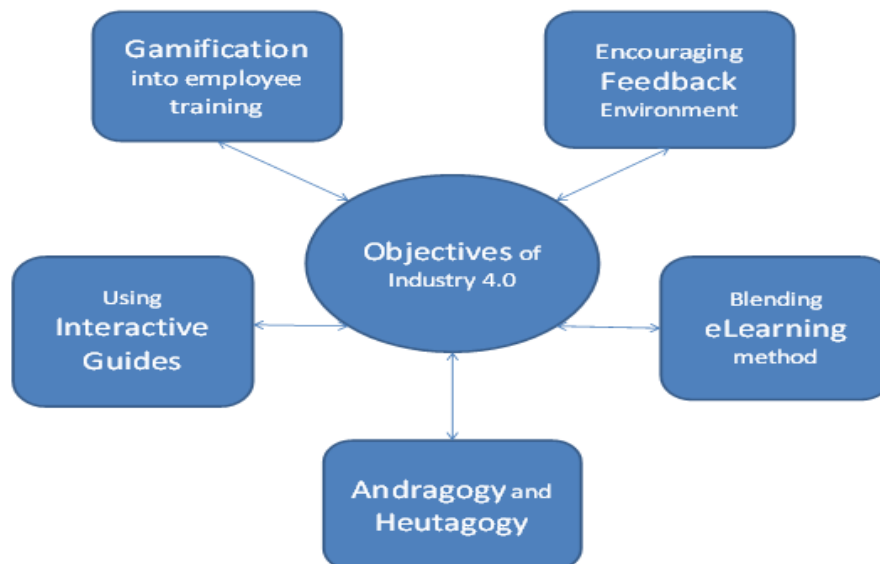 Gamification
into employee
training
Encouraging
Feedback
Environment
Objectives of
Industry 4.0
Using
Interactive
Guides
Blending
eLearning
method
Andragogy and
Heutagogy